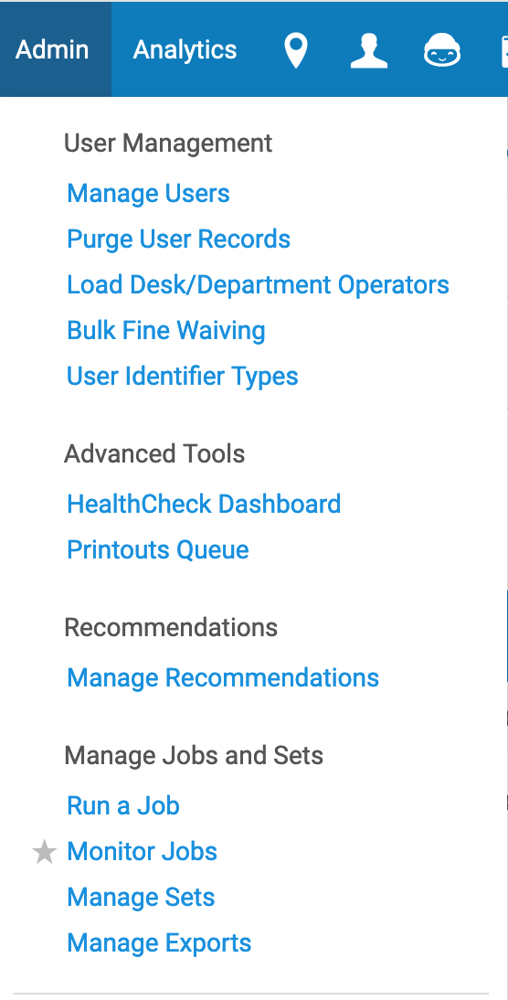 Admin Analytics
User Management
Manage Users
Purge User Records
Load Desk/Department Operators
Bulk Fine Waiving
User Identifier Types
Advanced Tools
HealthCheck Dashboard
Printouts Queue
Recommendations
Manage Recommendations
Manage Jobs and Sets
Run a Job
Monitor Jobs
Manage Sets
Manage Exports